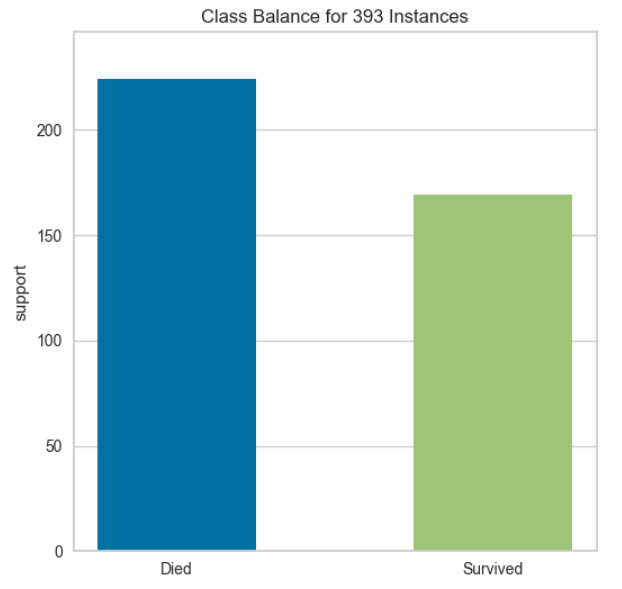 Class Balance for 393 Instances
200
150
100
50
0
support
Died
Survived